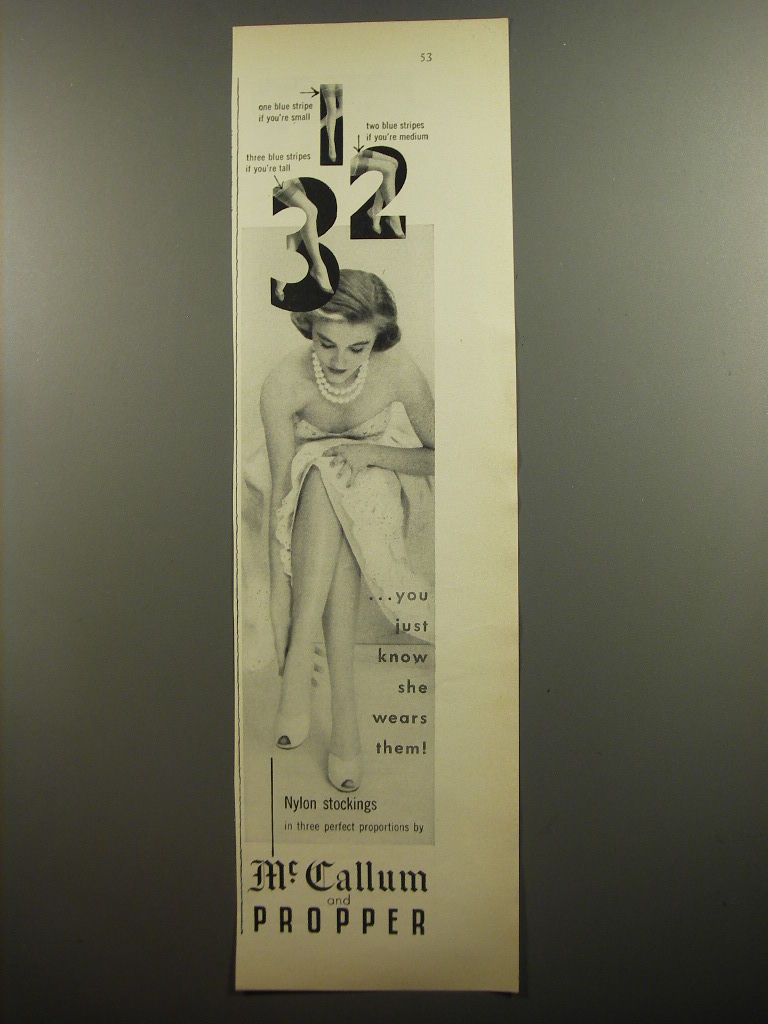 53
1
one blue stripe
if you're small
two blue stripes
if you're medium
2
three blue stripes
if you're tall
3
...you
just
know
she
wears
them!
Nylon stockings
in three perfect proportions by
McCallum
and
PROPPER